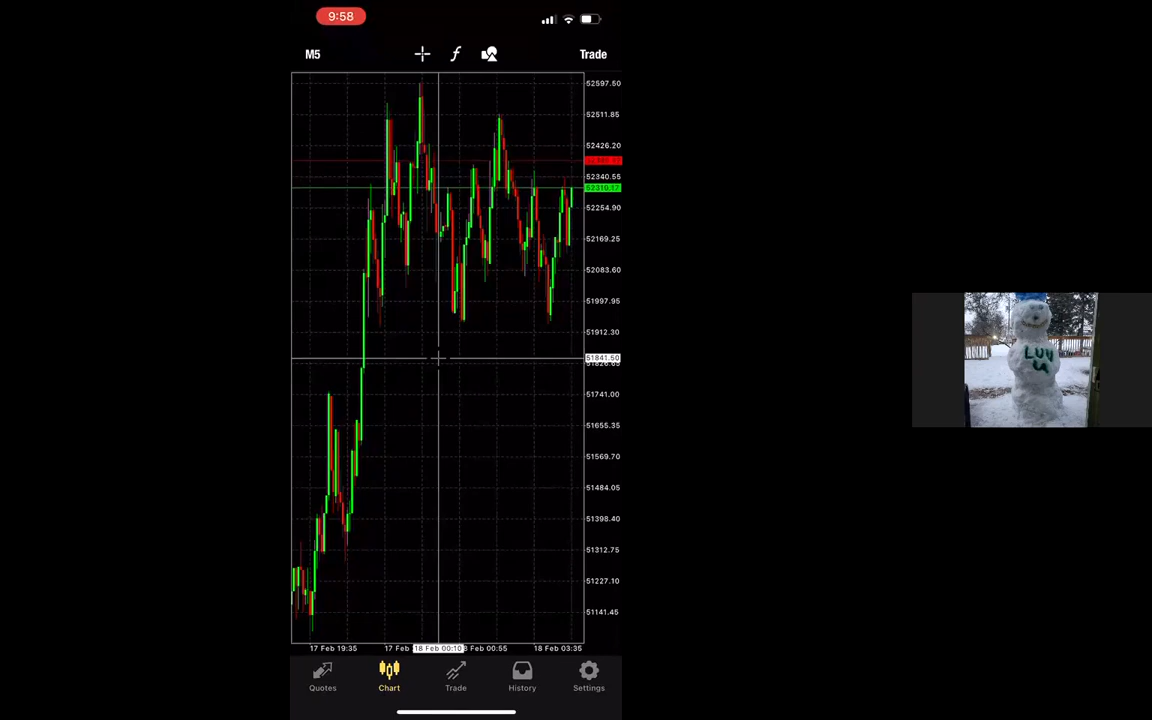 9:58
M5
Trade
52597.50
52511.85
52426.20
52340.55
52319.17
52254.90
52169.25
52083.60
51997.95
51912.30
51841.50
51741.00
51655.35
51569.70
51484.05
51398.40
51312.75
51227.10
51141.45
17 Feb 19:35
17 Feb
18 Feb 00:10
Feb 00:55
18 Feb 03:35
Quotes
Chart
Trade
History
Settings
LUV